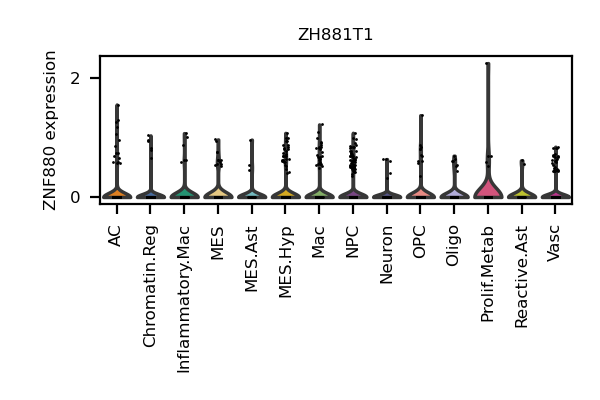 ZH881T1
ZNF880 expression
2
0
AC
Chromatin.Reg
Inflammatory.Mac
MES
MES.Ast
MES.Hyp
Mac
NPC
Neuron
OPC
Oligo
Prolif.Metab
Reactive.Ast
Vasc